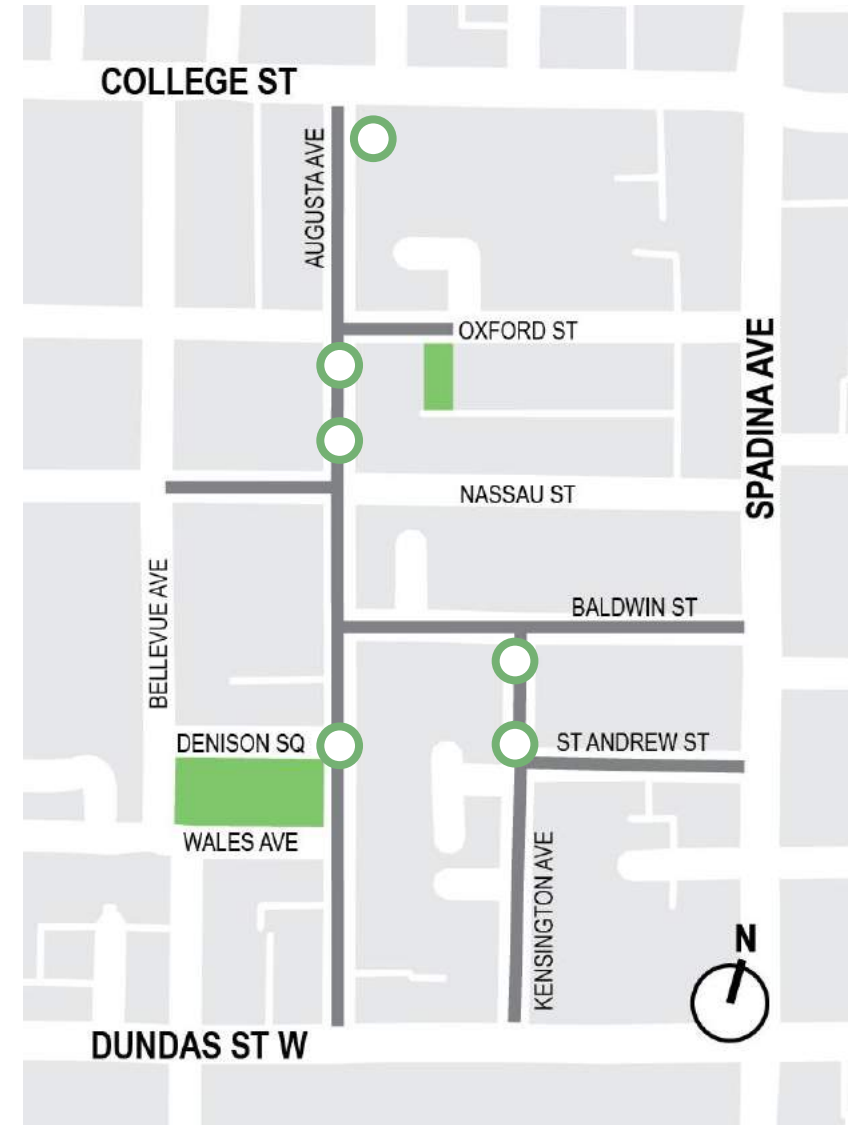 COLLEGE ST
AUGUSTA AVE
OXFORD ST
SPADINA AVE
NASSAU ST
BELLEVUE AVE
BALDWIN ST
DENISON SQ
ST ANDREW ST
WALES AVE
KENSINGTON AVE
N
DUNDAS ST W